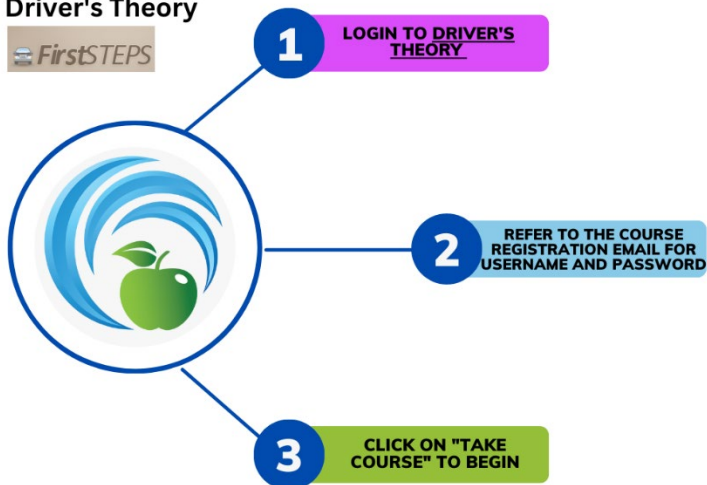 Driver's Theory
FirstSTEPS
1
LOGIN TO DRIVER'S
THEORY
2
REFER TO THE COURSE
REGISTRATION EMAIL FOR
USERNAME AND PASSWORD
3
CLICK ON "TAKE
COURSE" TO BEGIN